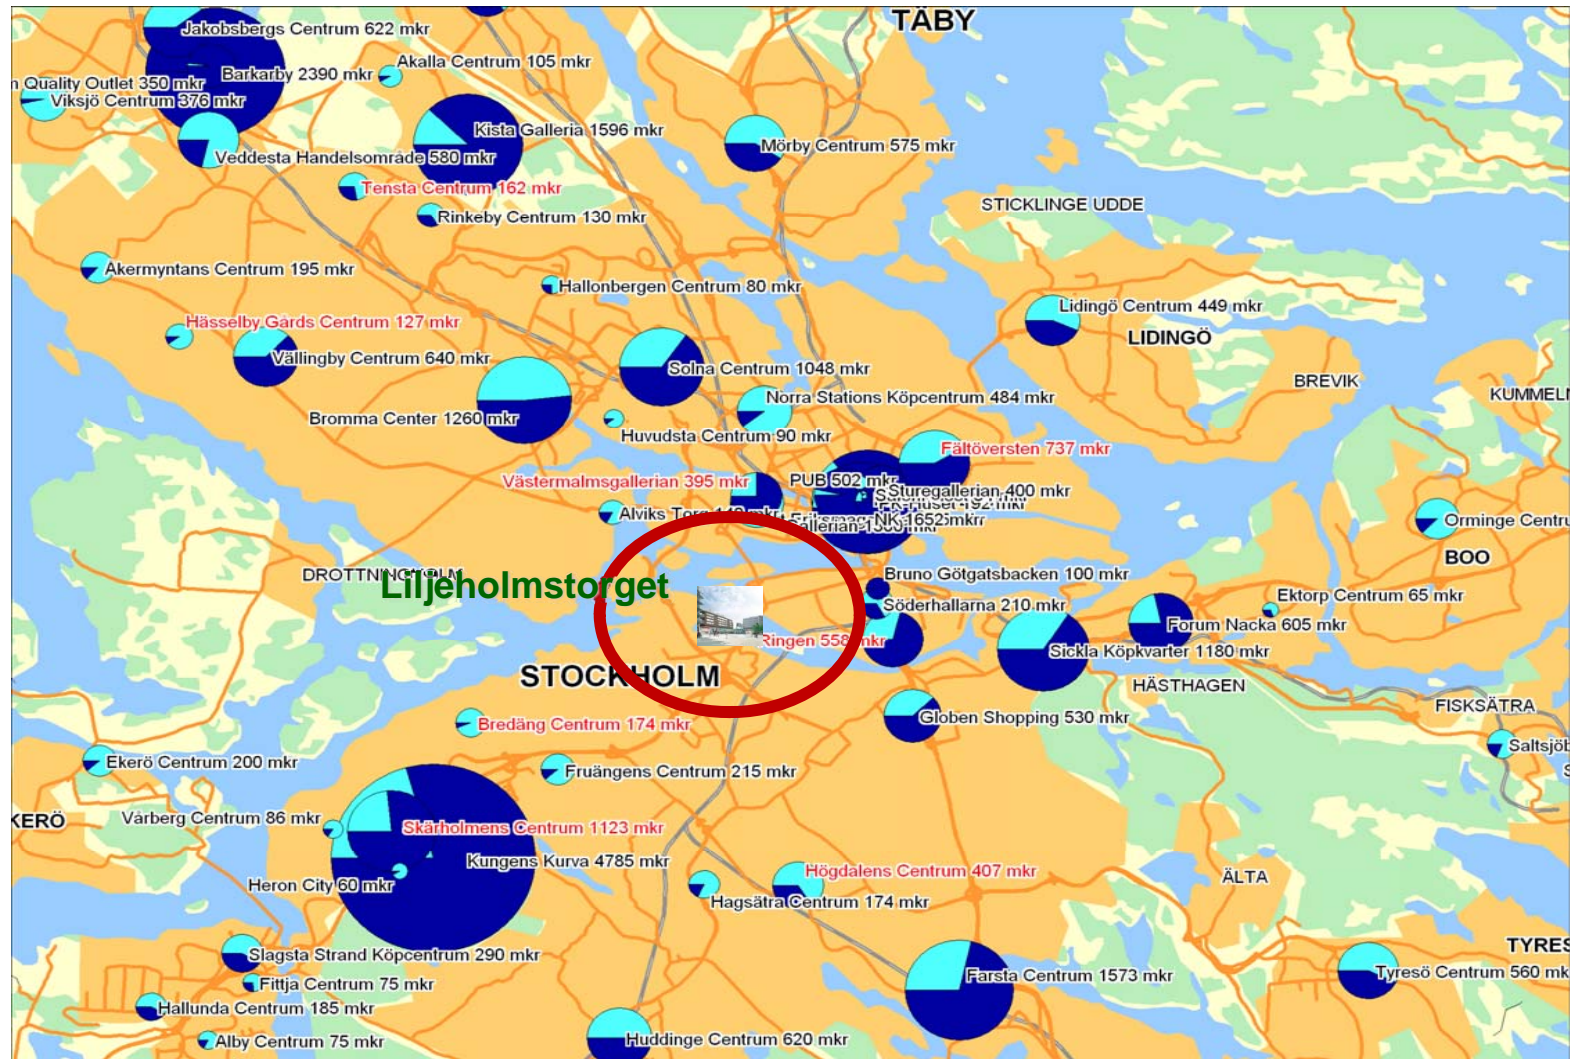 TÄBY
Jakobsbergs Centrum 622 mkr
Barkarby 2390 mkr
Akalla Centrum 105 mkr
Quality Outlet 350 mkr
Viksjö Centrum 376 mkr
Kista Galleria 1596 mkr
Mörby Centrum 575 mkr
Veddesta Handelsområde 580 mkr
Tensta Centrum 162 mkr
Rinkeby Centrum 130 mkr
STICKLINGE UDDE
Åkermyntans Centrum 195 mkr
Hallonbergen Centrum 80 mkr
Lidingö Centrum 449 mkr
Hässelby Gårds Centrum 127 mkr
LIDINGÖ
Vällingby Centrum 640 mkr
Solna Centrum 1048 mkr
BREVIK
Norra Stations Köpcentrum 484 mkr
Bromma Center 1260 mkr
Huvudsta Centrum 90 mkr
Fältöversten 737 mkr
Västermalmsgallerian 395 mkr
PUB 502 mkr
Sturegallerian 400 mkr
Alviks Torg
NK 1652
Orminge
BOO
DROTTNINGHOLM
Liljeholmstorget
Bruno Götgatsbacken 100 mkr
Söderhallarna 210 mkr
Ektorp Centrum 65 mkr
Forum Nacka 605 mkr
Ringen 558 mkr
Sickla Köpkvarter 1180 mkr
STOCKHOLM
HÄSTHAGEN
FISKSÄTRA
Bredäng Centrum 174 mkr
Globen Shopping 530 mkr
Ekerö Centrum 200 mkr
Fruängens Centrum 215 mkr
KERÖ
Vårberg Centrum 86 mkr
Skärholmens Centrum 1123 mkr
Kungens Kurva 4785 mkr
Heron City 60 mkr
Högdalens Centrum 407 mkr
Hagsätra Centrum 174 mkr
ÄLTA
Slagsta Strand Köpcentrum 290 mkr
Fittja Centrum 75 mkr
Hallunda Centrum 185 mkr
Farsta Centrum 1573 mkr
TYRES
Tyresö Centrum 560 mk
Alby Centrum 75 mkr
Huddinge Centrum 620 mkr